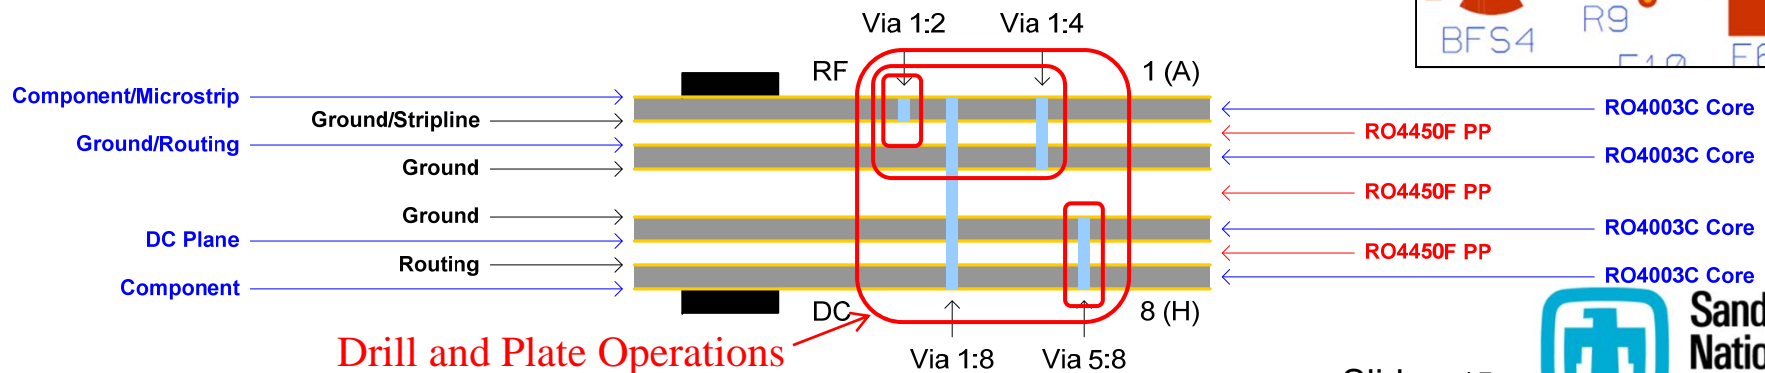 Via 1:2
Via 1:4
R9
BFS4
RF
1 (A)
Component/Microstrip
Ground/Stripline
Ground/Routing
Ground
Ground
DC Plane
Routing
Component
RO4003C Core
RO4450F PP
RO4003C Core
RO4450F PP
RO4003C Core
RO4450F PP
RO4003C Core
DC
8 (H)
Drill and Plate Operations
Via 1:8
Via 5:8
Sand
Natio